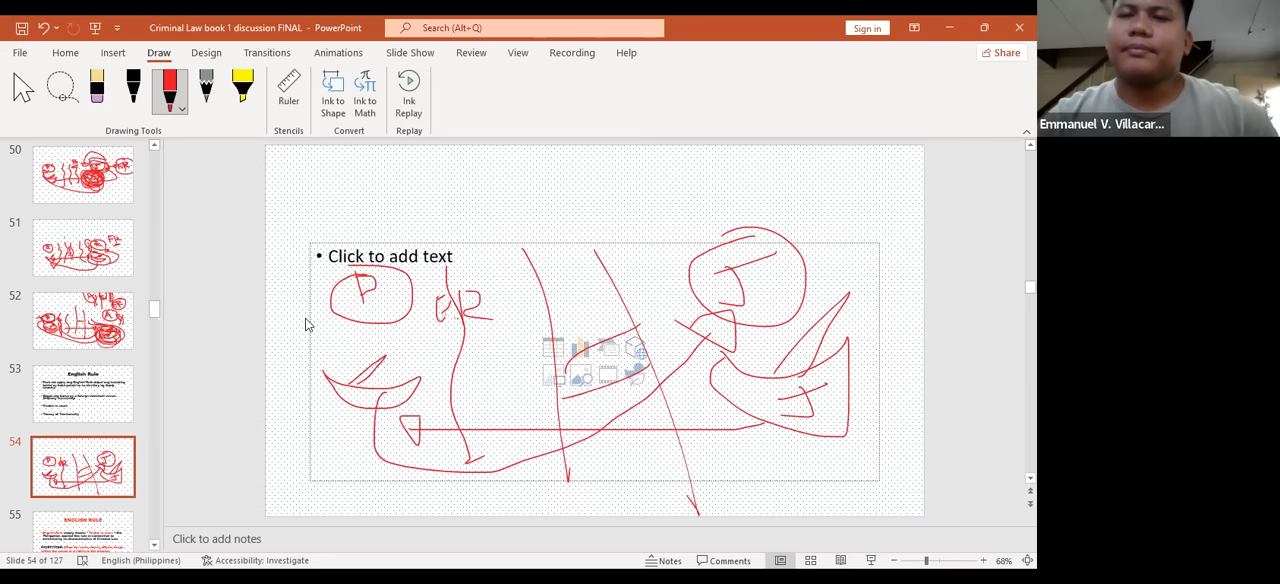 Criminal Law book 1 discussion FINAL - PowerPoint
Search (Alt+Q)
Sign in
File Home Insert Draw Design Transitions Animations Slide Show Review View Recording Help
Share
Ruler
Ink to Shape
Ink to Math
Ink Replay
Drawing Tools
Stencils
Convert
Replay
Emmanuel V. Villacar...
50
51
52
53
English Rule
54
55
ENGLISH RULE
• Click to add text
P
J
Click to add notes
Slide 54 of 127
English (Philippines)
Accessibility: Investigate
Notes
Comments
68%